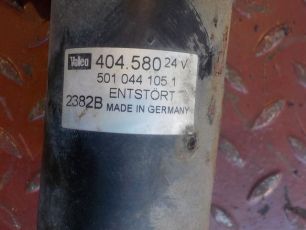 Valeo 404.580 24 V
501 044 105.1
ENTSTÖRT
2382B MADE IN GERMANY